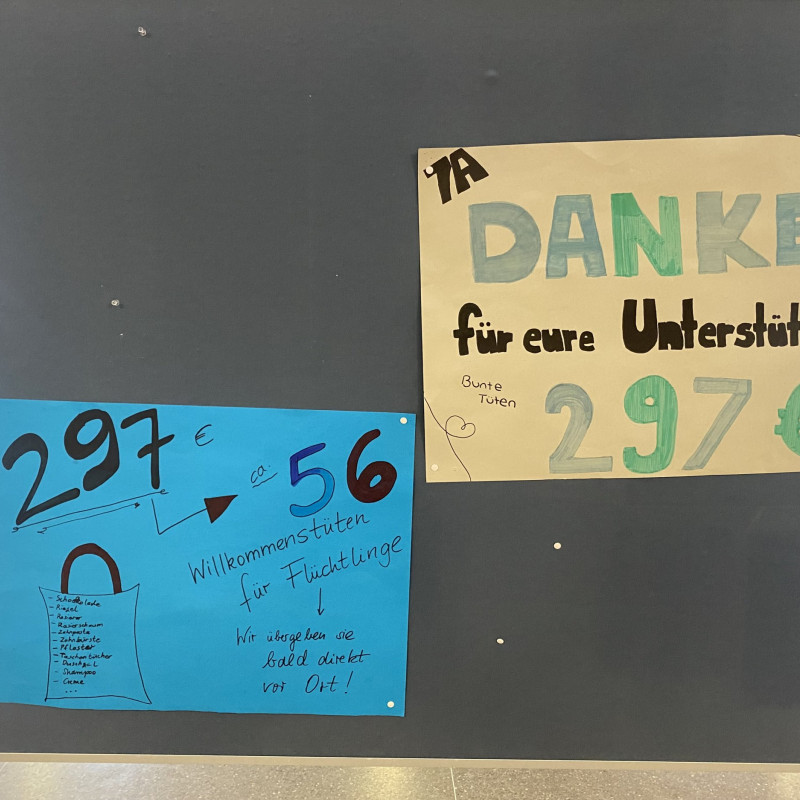 7A
DANKE
für eure Unterstüt
Bunte
Tüten
297 €
297 €
ca. 56
Willkommenstüten
für Flüchtlinge
Wir übergeben sie
bald direkt
vor Ort!
- Schokolade
- Rasierer
- Rasierschaum
- Zahnpasta
- Zahnbürste
- Pflaster
- Taschentücher
- Duschgel
- Shampoo
- Creme
- ...